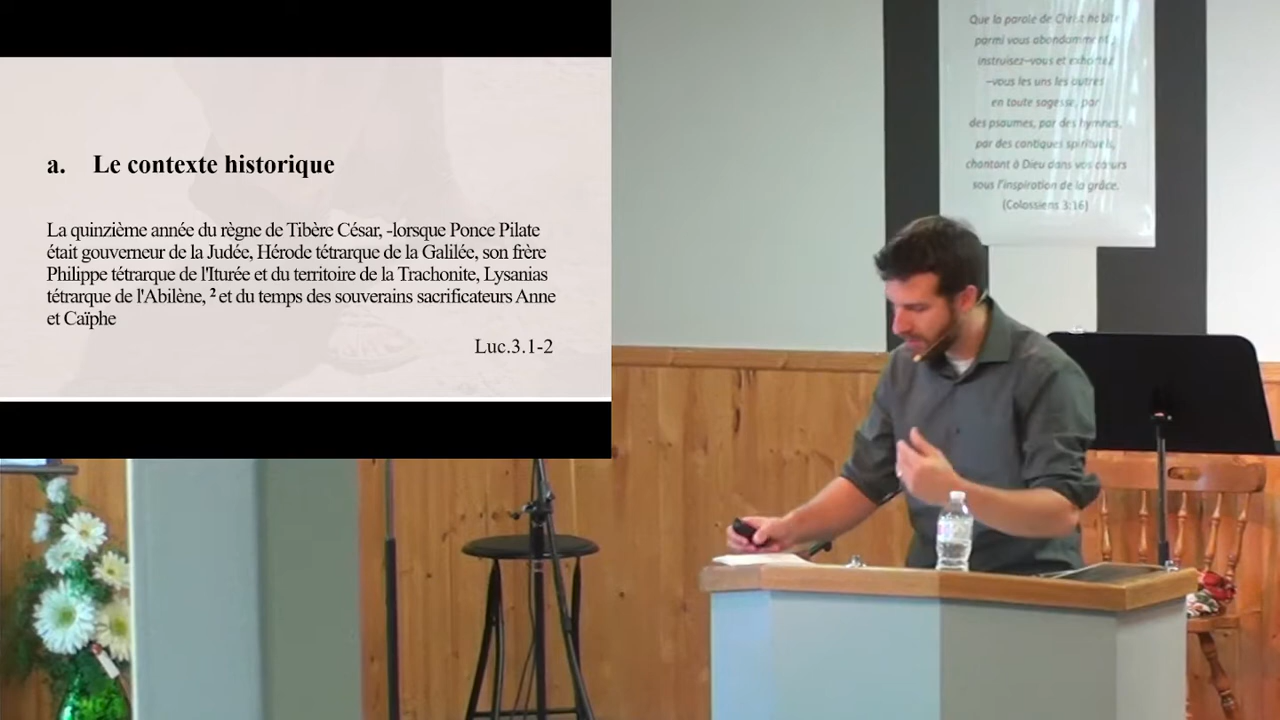 a. Le contexte historique
La quinzième année du règne de Tibère César, -lorsque Ponce Pilate
était gouverneur de la Judée, Hérode tétrarque de la Galilée, son frère
Philippe tétrarque de l'Iturée et du territoire de la Trachonite, Lysanias
tétrarque de l'Abilène, ² et du temps des souverains sacrificateurs Anne
et Caïphe
Luc.3.1-2
Que la parole de Christ habite
parmi vous abondamment ;
instruisez-vous et exhortez
-vous les uns les autres
en toute sagesse, par
des psaumes, par des hymnes,
par des cantiques spirituels,
chantant à Dieu dans vos cœurs
sous l'inspiration de la grâce.
(Colossiens 3:16)